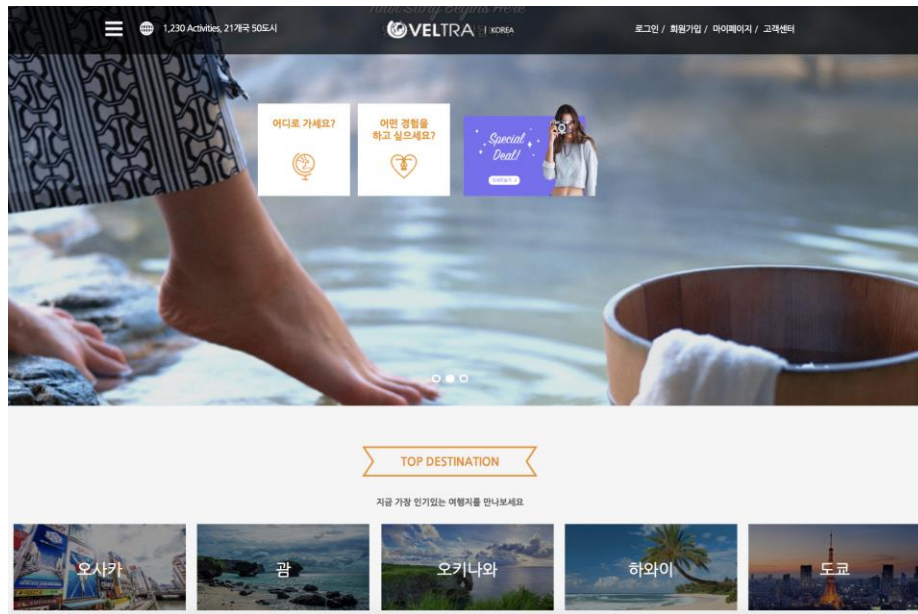 Your Story Begins Here
1,230 Activities, 21개국 50도시
VELTRA | KOREA
로그인 / 회원가입 / 마이페이지 / 고객센터
어디로 가세요?
어떤 경험을
하고 싶으세요?
Special
Deal!
TOP DESTINATION
지금 가장 인기있는 여행지를 만나보세요
오사카
괌
오키나와
하와이
도쿄